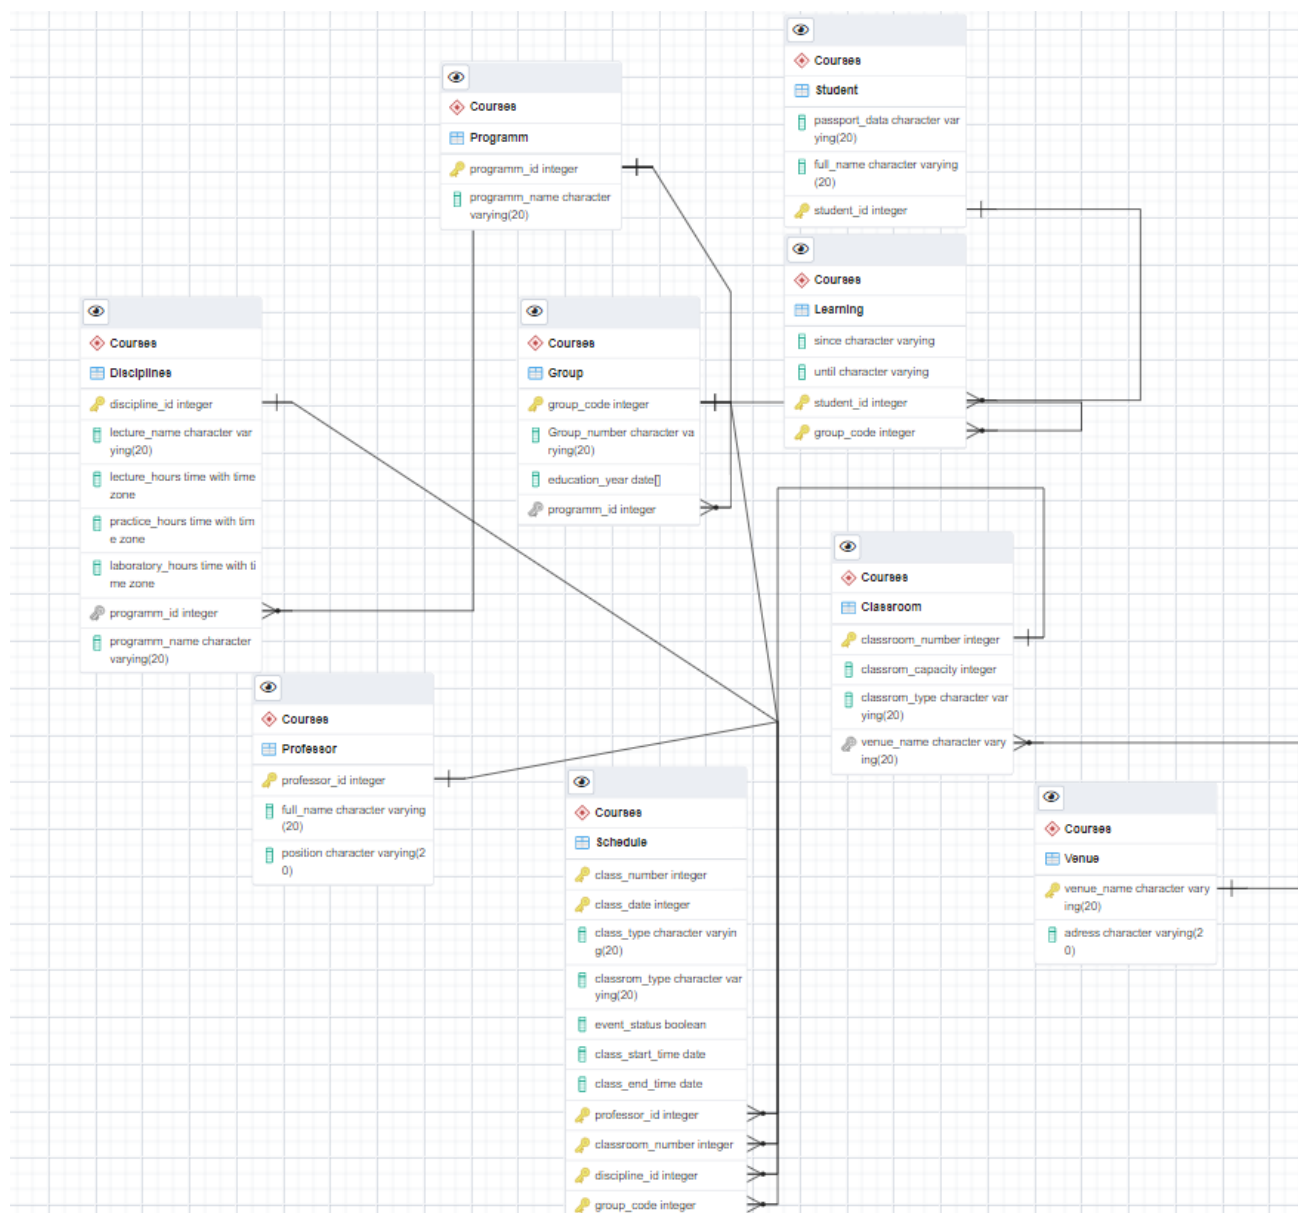 Courses
Student
passport_data character var
ying(20)
full_name character varying
(20)
student_id integer
Courses
Programm
programm_id integer
programm_name character
varying(20)
Courses
Learning
since character varying
until character varying
student_id integer
group_code integer
Courses
Disciplines
discipline_id integer
lecture_name character var
ying(20)
lecture_hours time with time
zone
practice_hours time with tim
e zone
laboratory_hours time with ti
me zone
programm_id integer
programm_name character
varying(20)
Courses
Group
group_code integer
Group_number character va
rying(20)
education_year date[]
programm_id integer
Courses
Classroom
classroom_number integer
classrom_capacity integer
classrom_type character var
ying(20)
venue_name character vary
ing(20)
Courses
Professor
professor_id integer
full_name character varying
(20)
position character varying(2
0)
Courses
Schedule
class_number integer
class_date integer
class_type character varyin
g(20)
classrom_type character var
ying(20)
event_status boolean
class_start_time date
class_end_time date
professor_id integer
classroom_number integer
discipline_id integer
group_code integer
Courses
Venue
venue_name character vary
ing(20)
adress character varying(2
0)